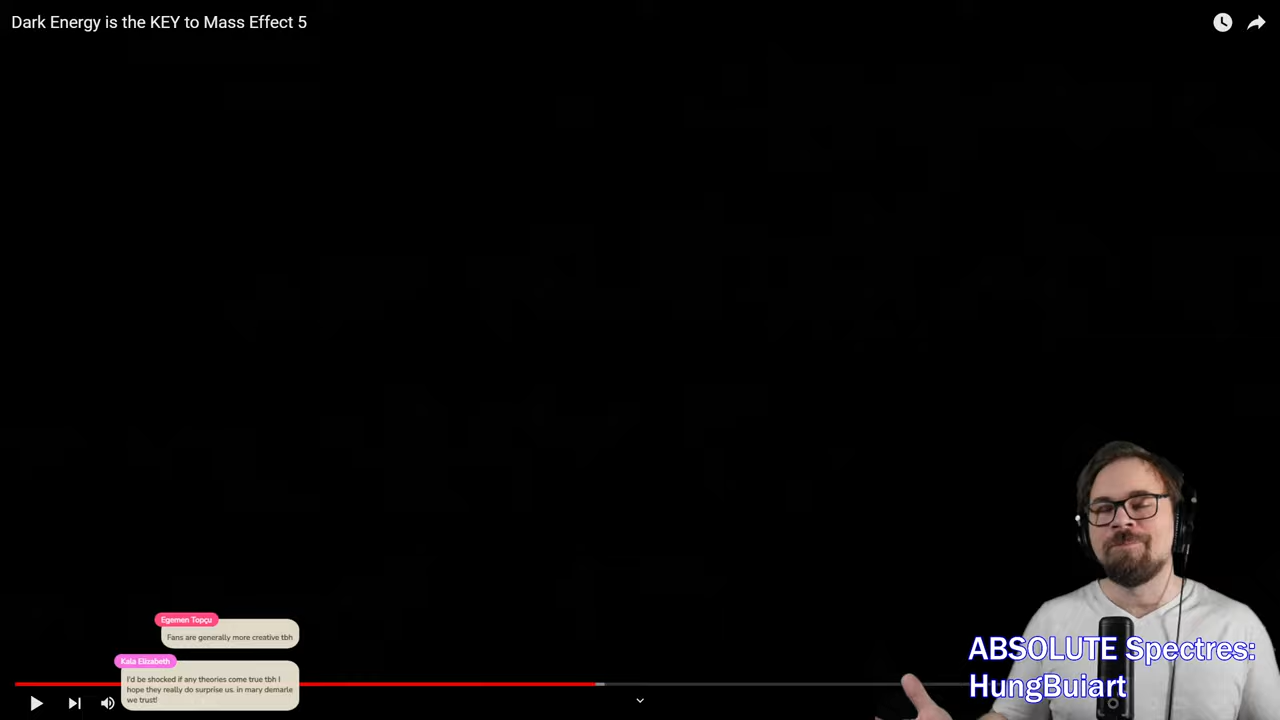 Dark Energy is the KEY to Mass Effect 5
Egemen Topçu
Fans are generally more creative tbh
Kala Elizabeth
I'd be shocked if any theories come true tbh I
hope they really do surprise us. in mary demarle
we trust!
ABSOLUTE Spectres:
HungBuiart